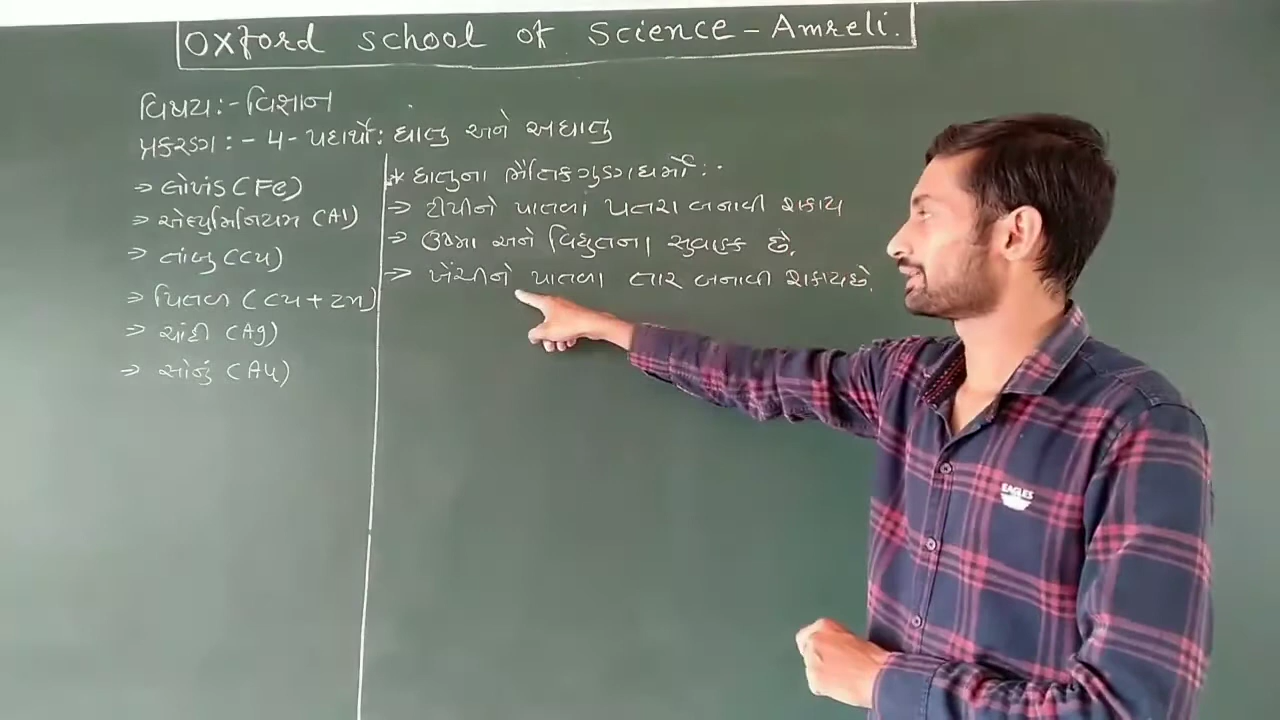 Oxford school of Science - Amreli.
વિષય:- વિજ્ઞાન
પ્રકરણ:- 4- પદાર્થો: ધાતુ અને અધાતુ
→ લોખંડ (Fe)
→ એલ્યુમિનિયમ (Al)
→ તાંબુ (Cu)
→ પિત્તળ (Cu + Zn)
→ ચાંદી (Ag)
→ સોનું (Au)
* ધાતુના ભૌતિક ગુણધર્મો:-
→ ટીપીને પાતળા પતરા બનાવી શકાય
→ ઉષ્મા અને વિદ્યુતના સુવાહક છે.
→ ખેંચીને પાતળા તાર બનાવી શકાય છે.
EAGLES